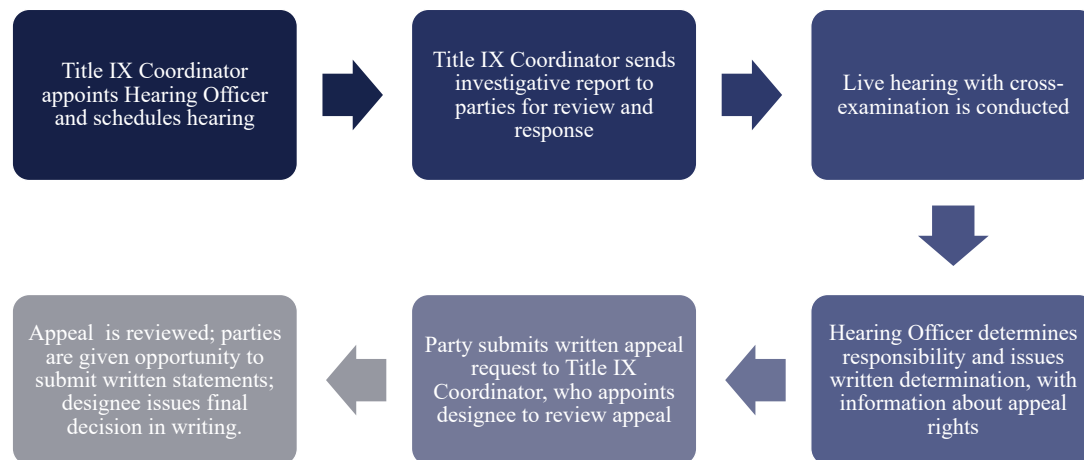 Title IX Coordinator
appoints Hearing Officer
and schedules hearing
Title IX Coordinator sends
investigative report to
parties for review and
response
Live hearing with cross-
examination is conducted
Hearing Officer determines
responsibility and issues
written determination, with
information about appeal
rights
Party submits written appeal
request to Title IX
Coordinator, who appoints
designee to review appeal
Appeal  is reviewed; parties
are given opportunity to
submit written statements;
designee issues final
decision in writing.